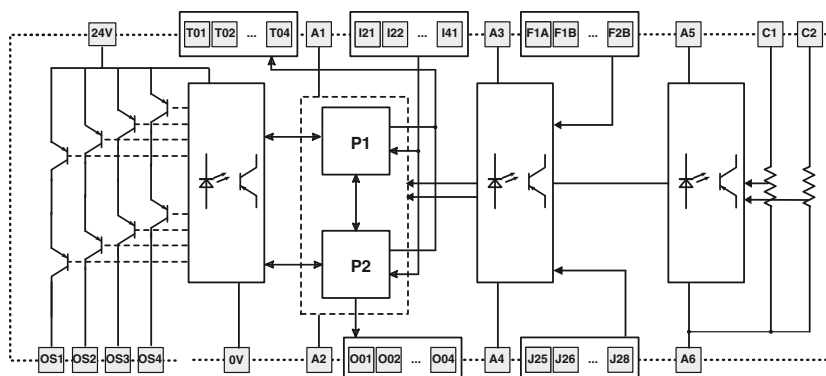 24V T01 T02 ... T04 A1 I21 I22 ... I41 A3 F1A F1B ... F2B A5 C1 C2
P1
P2
OS1 OS2 OS3 OS4 0V A2 O01 O02 ... O04 A4 J25 J26 ... J28 A6